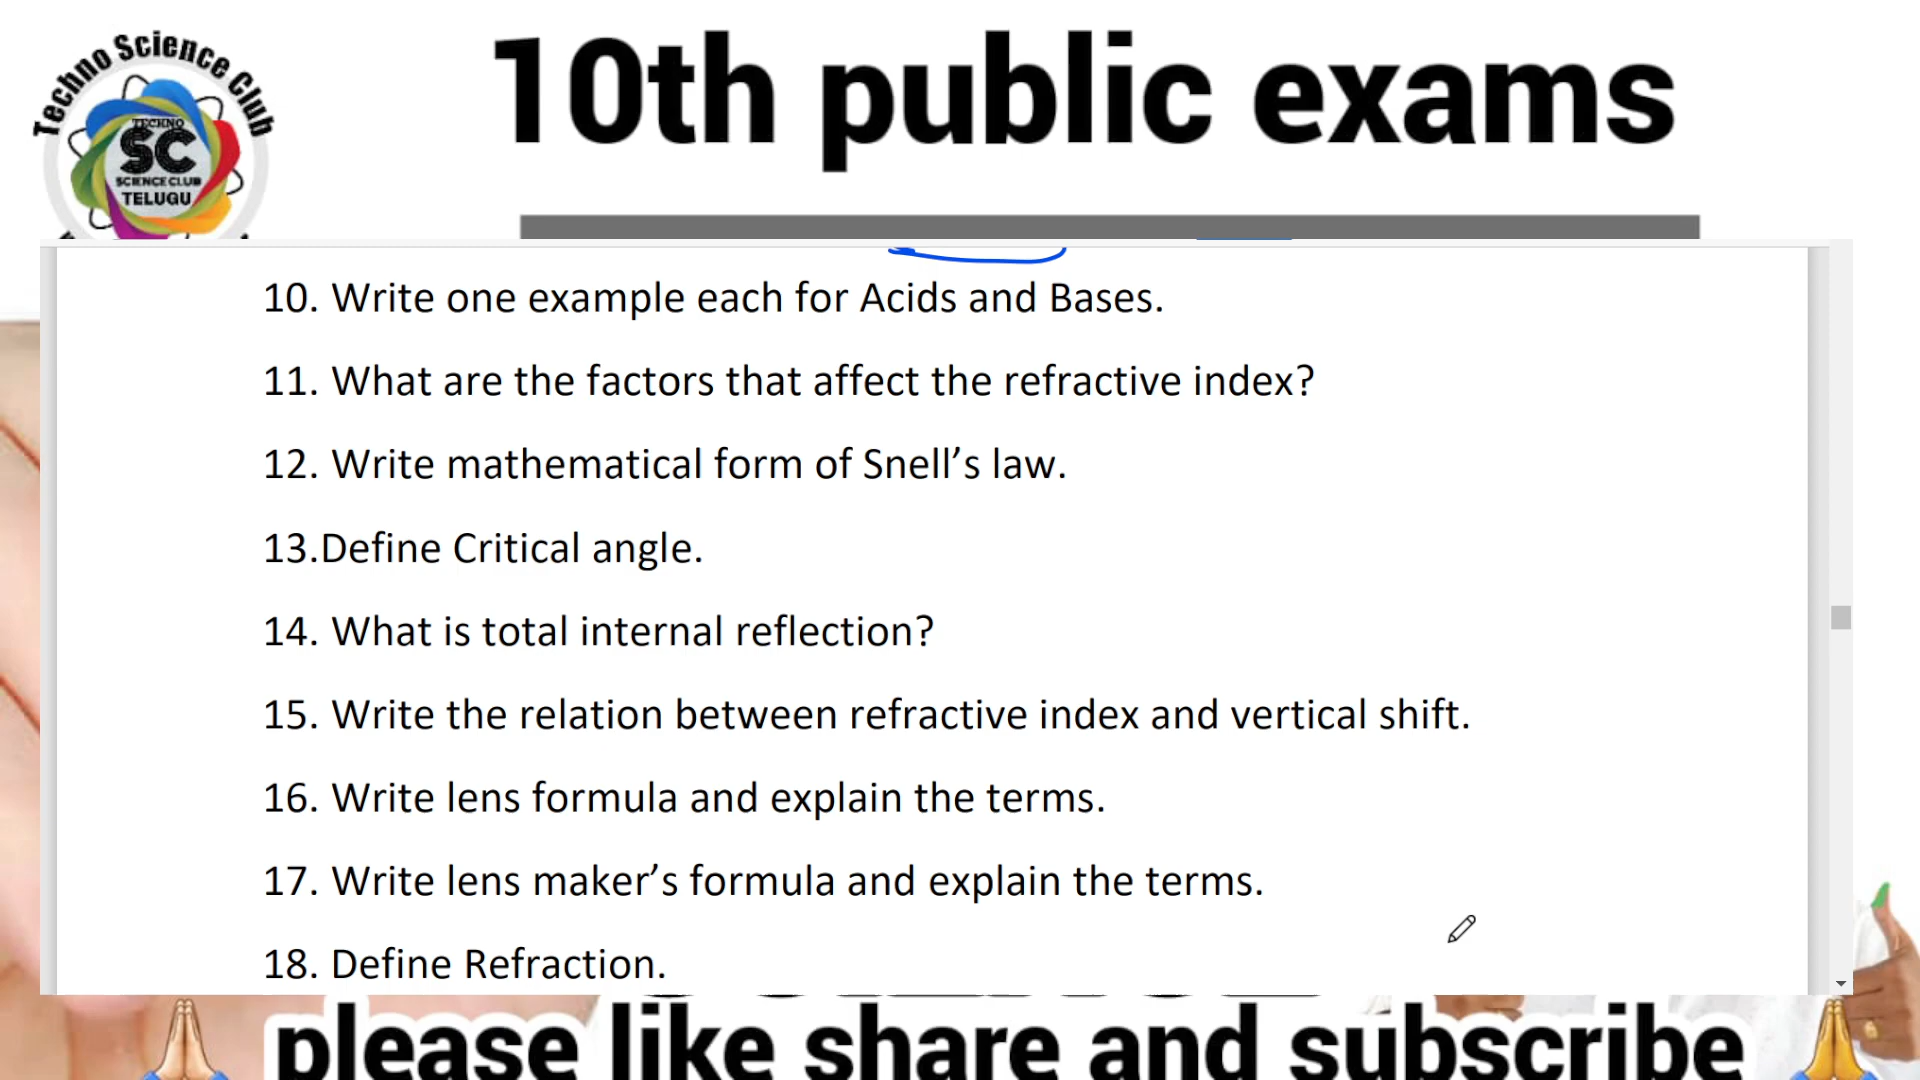 Techno Science Club
10th public exams
TECHNO
SC
SCIENCE CLUB
TELUGU
10. Write one example each for Acids and Bases.
11. What are the factors that affect the refractive index?
12. Write mathematical form of Snell’s law.
13.Define Critical angle.
14. What is total internal reflection?
15. Write the relation between refractive index and vertical shift.
16. Write lens formula and explain the terms.
17. Write lens maker’s formula and explain the terms.
18. Define Refraction.
please like share and subscribe